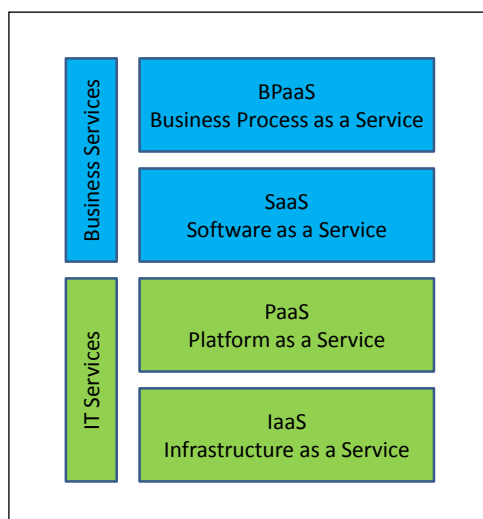 Business Services
BPaaS
Business Process as a Service
SaaS
Software as a Service
IT Services
PaaS
Platform as a Service
IaaS
Infrastructure as a Service